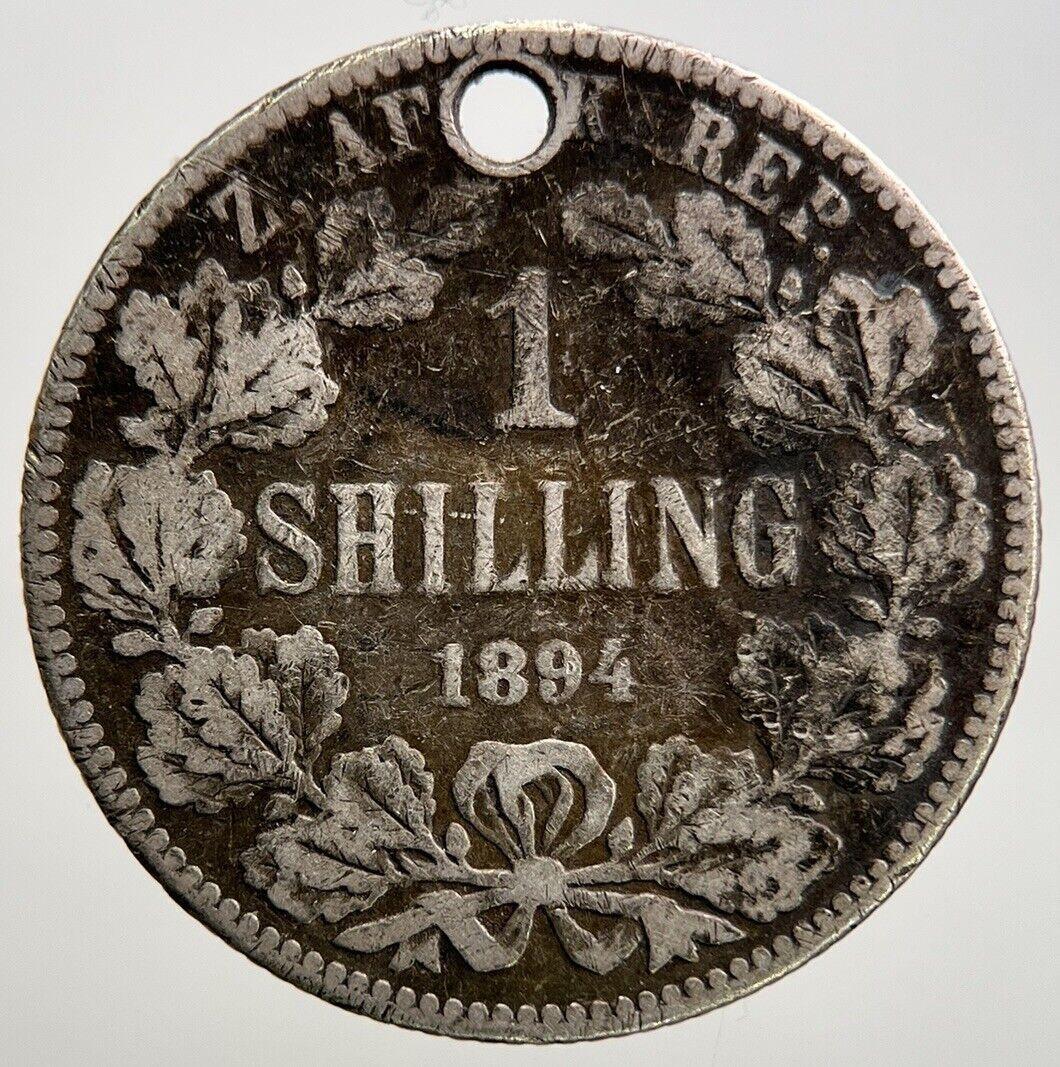 Z. AF K REP.
1
SHILLING
1894